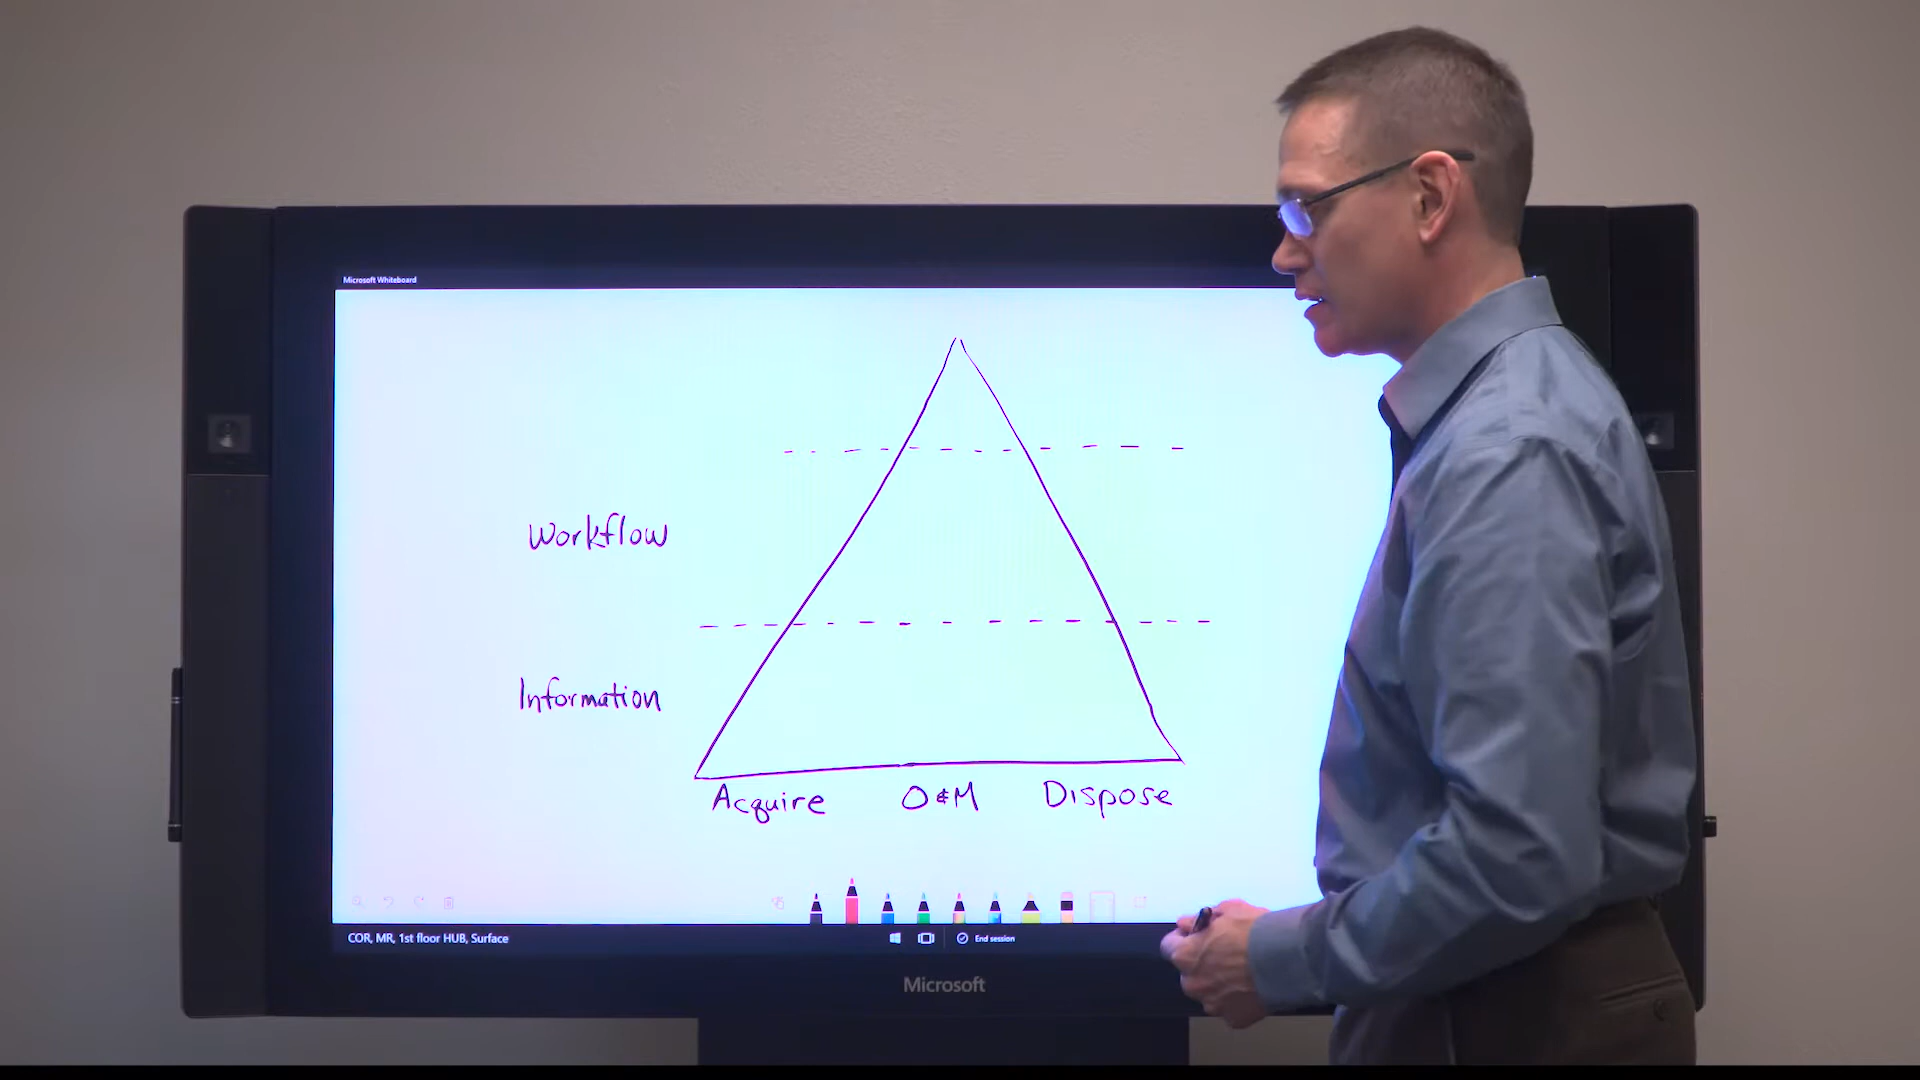 Microsoft Whiteboard
Workflow
Information
Acquire O&M Dispose
COR, MR, 1st floor HUB, Surface
End session
Microsoft